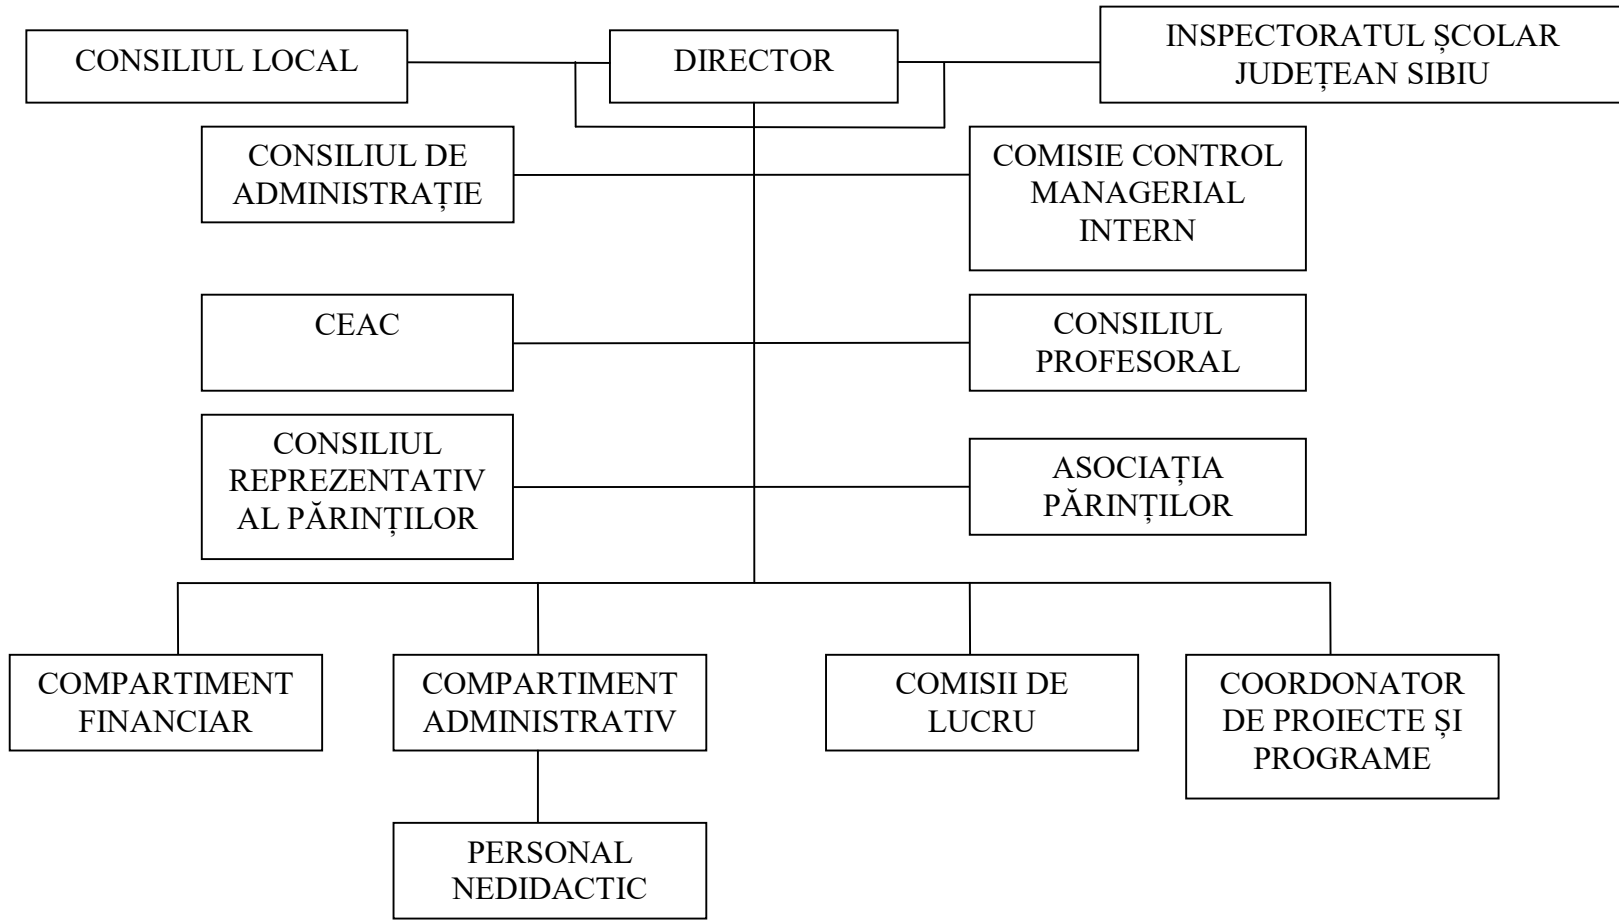 CONSILIUL LOCAL
DIRECTOR
INSPECTORATUL ȘCOLAR
JUDEȚEAN SIBIU
CONSILIUL DE
ADMINISTRAȚIE
COMISIE CONTROL
MANAGERIAL
INTERN
CEAC
CONSILIUL
PROFESORAL
CONSILIUL
REPREZENTATIV
AL PĂRINȚILOR
ASOCIAȚIA
PĂRINȚILOR
COMPARTIMENT
FINANCIAR
COMPARTIMENT
ADMINISTRATIV
COMISII DE
LUCRU
COORDONATOR
DE PROIECTE ȘI
PROGRAME
PERSONAL
NEDIDACTIC